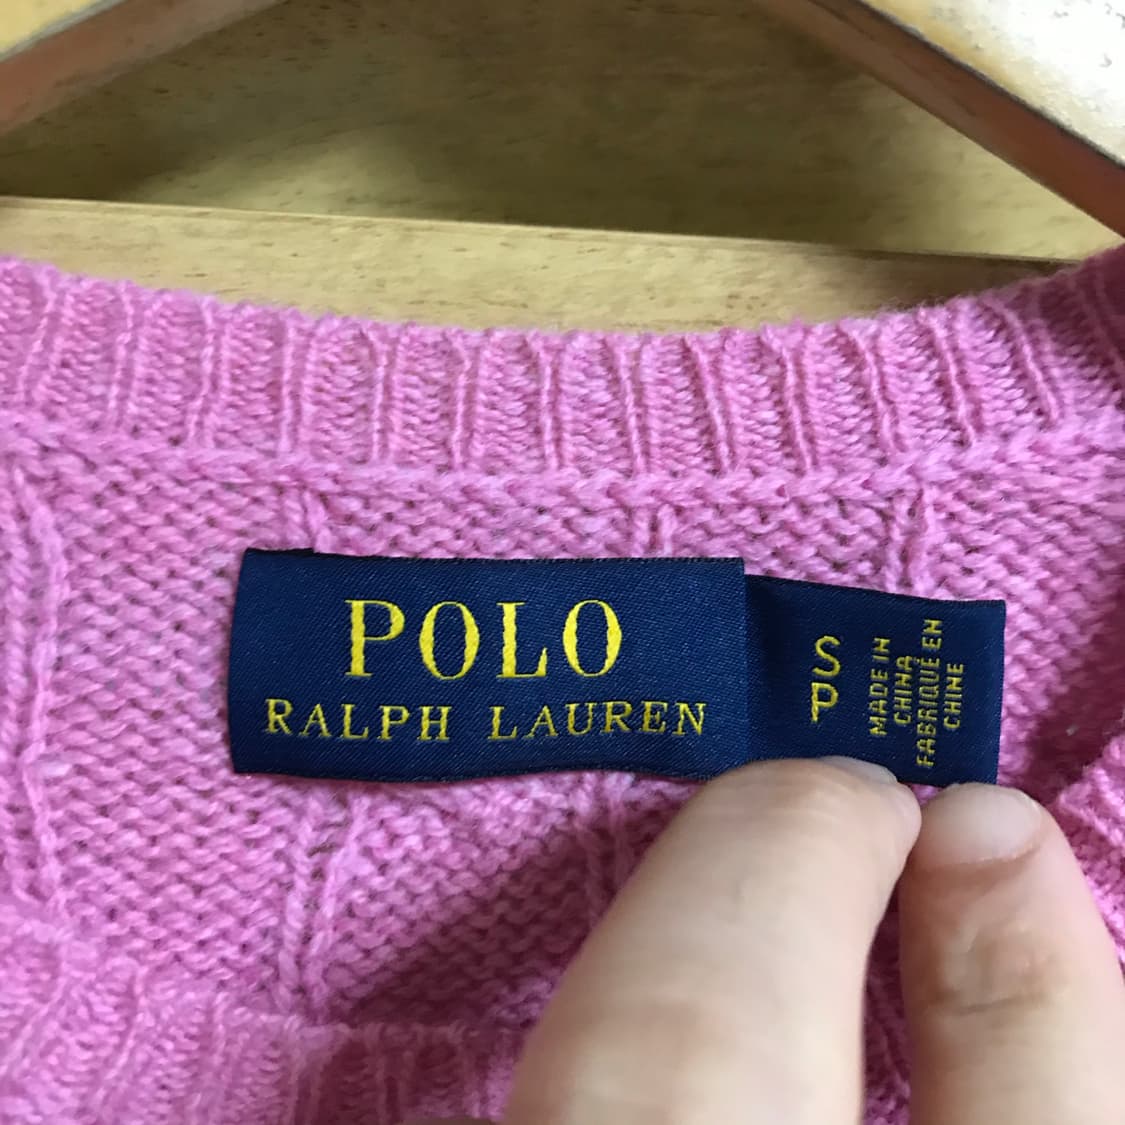 POLO
RALPH LAUREN
S
P
MADE IN
CHINA
FABRIQUÉ EN
CHINE